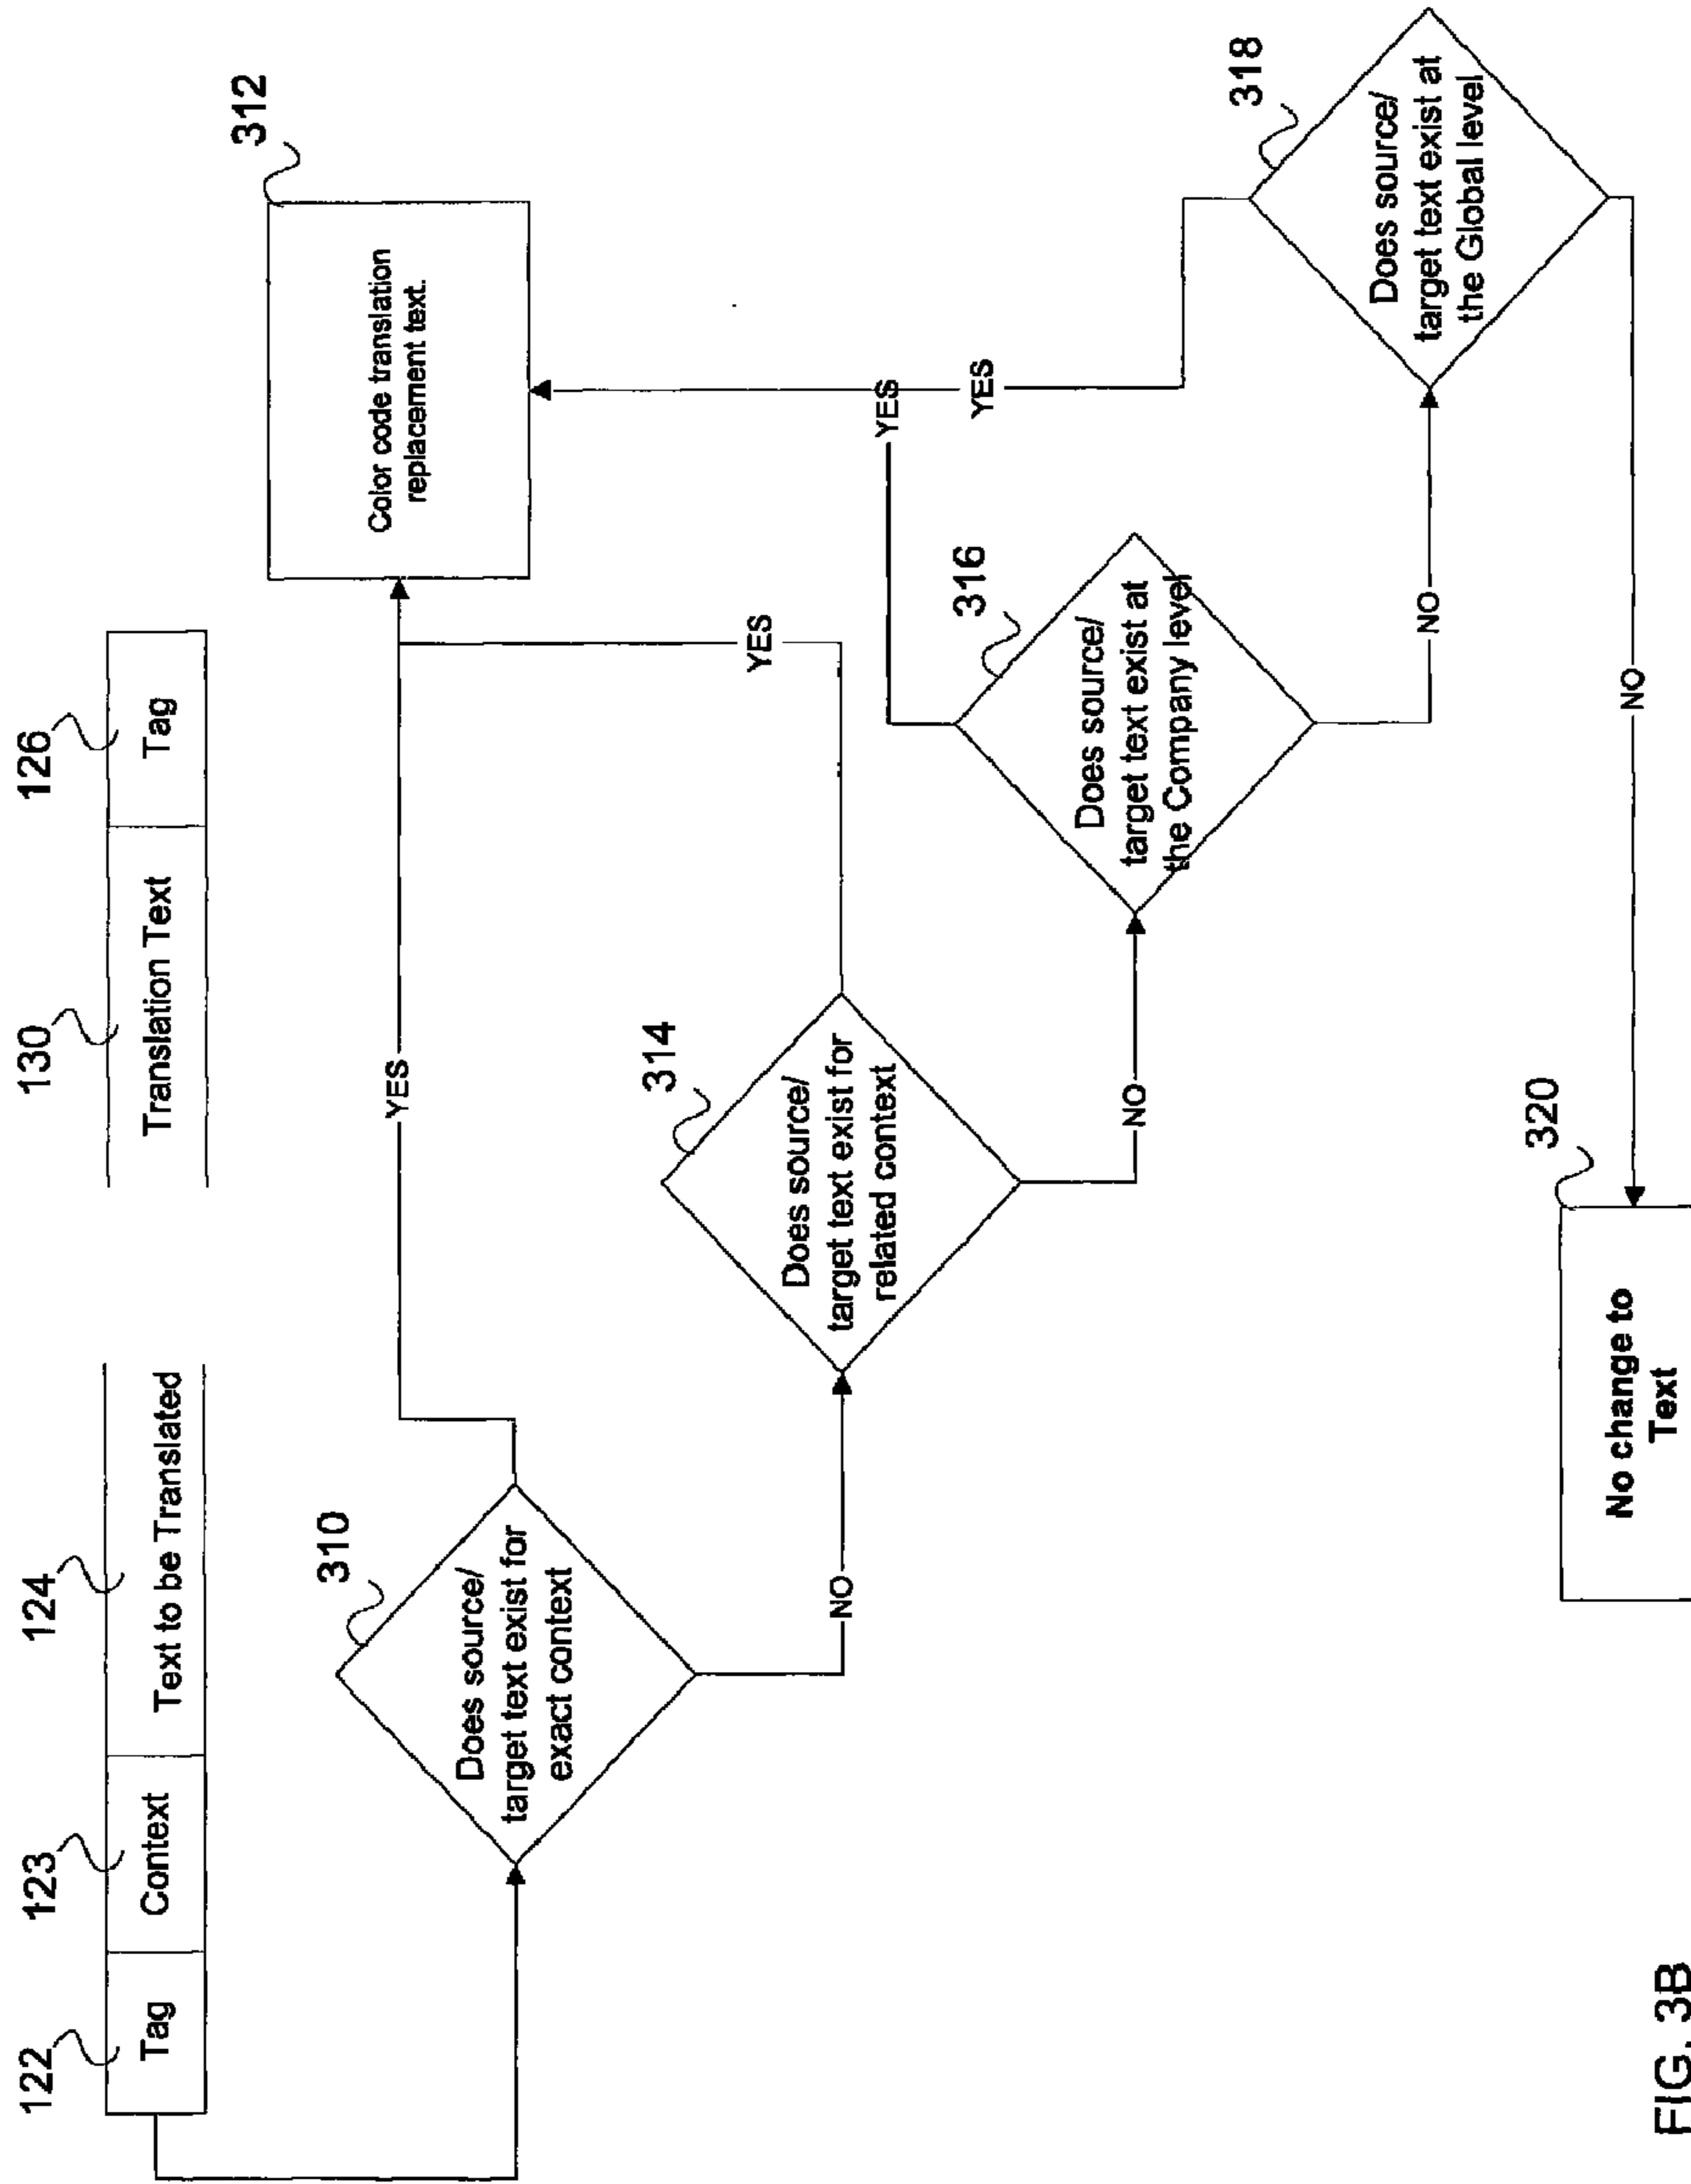 122
123
124
130
126
Tag
Context
Text to be Translated
Translation Text
Tag
312
Color code translation
replacement text.
YES
310
Does source/
target text exist for
exact context
NO
YES
314
Does source/
target text exist for
related context
NO
YES
YES
316
Does source/
target text exist at
the Company level
NO
318
Does source/
target text exist at
the Global level
NO
320
No change to
Text
FIG. 3B